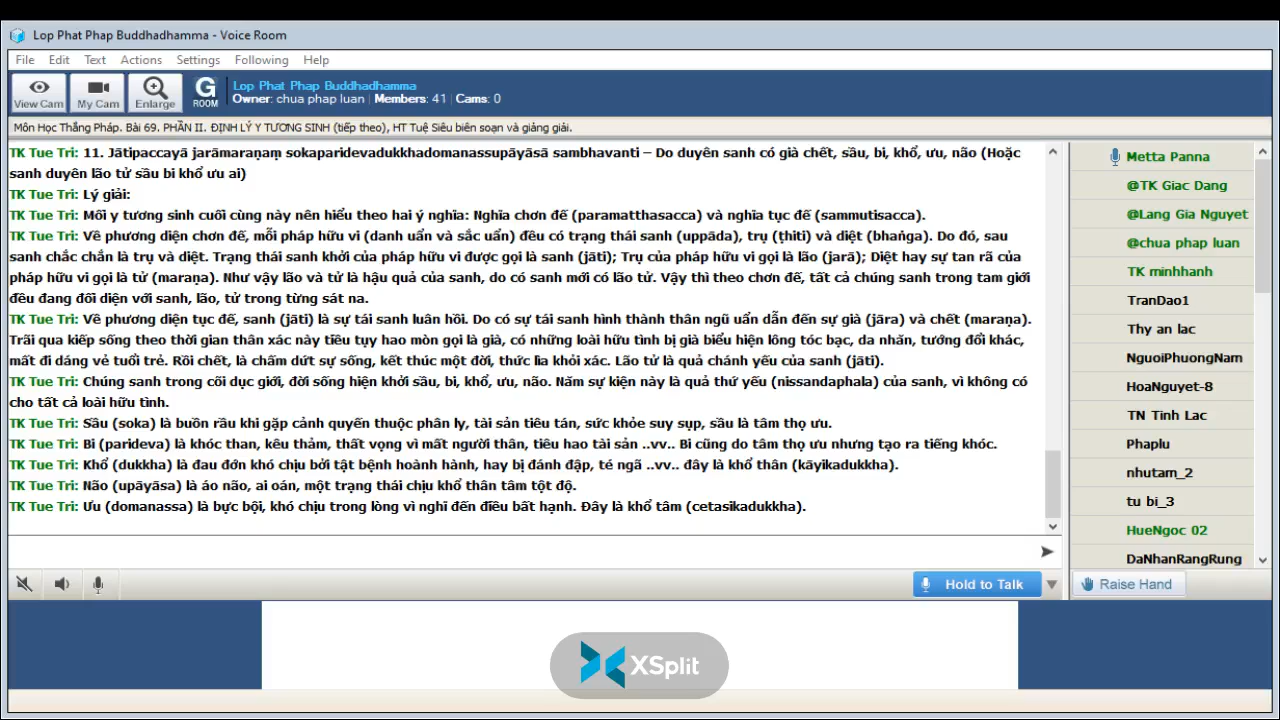 Lop Phat Phap Buddhadhamma - Voice Room
File Edit Text Actions Settings Following Help
View Cam
My Cam
Enlarge
G ROOM
Lop Phat Phap Buddhadhamma
Owner: chua phap luan | Members: 41 | Cams: 0
Môn Học Thắng Pháp. Bài 69. PHẦN II. ĐỊNH LÝ Y TƯƠNG SINH (tiếp theo), HT Tuệ Siêu biên soạn và giảng giải.
TK Tue Tri: 11. Jātipaccayā jarāmaraṇaṃ sokaparidevadukkhadomanassupāyāsā sambhavanti – Do duyên sanh có già chết, sầu, bi, khổ, ưu, não (Hoặc
sanh duyên lão tử sầu bi khổ ưu ai)
TK Tue Tri: Lý giải:
TK Tue Tri: Mối y tương sinh cuối cùng này nên hiểu theo hai ý nghĩa: Nghĩa chơn đế (paramatthasacca) và nghĩa tục đế (sammutisacca).
TK Tue Tri: Về phương diện chơn đế, mỗi pháp hữu vi (danh uẩn và sắc uẩn) đều có trạng thái sanh (uppāda), trụ (ṭhiti) và diệt (bhaṅga). Do đó, sau
sanh chắc chắn là trụ và diệt. Trạng thái sanh khởi của pháp hữu vi được gọi là sanh (jāti); Trụ của pháp hữu vi gọi là lão (jarā); Diệt hay sự tan rã của
pháp hữu vi gọi là tử (maraṇa). Như vậy lão và tử là hậu quả của sanh, do có sanh mới có lão tử. Vậy thì theo chơn đế, tất cả chúng sanh trong tam giới
đều đang đối diện với sanh, lão, tử trong từng sát na.
TK Tue Tri: Về phương diện tục đế, sanh (jāti) là sự tái sanh luân hồi. Do có sự tái sanh hình thành thân ngũ uẩn dẫn đến sự già (jāra) và chết (maraṇa).
Trãi qua kiếp sống theo thời gian thân xác này tiêu tụy hao mòn gọi là già, có những loài hữu tình bị già biểu hiện lông tóc bạc, da nhăn, tướng đổi khác,
mất đi dáng vẻ tuổi trẻ. Rồi chết, là chấm dứt sự sống, kết thúc một đời, thức lìa khỏi xác. Lão tử là quả chánh yếu của sanh (jāti).
TK Tue Tri: Chúng sanh trong cõi dục giới, đời sống hiện khởi sầu, bi, khổ, ưu, não. Năm sự kiện này là quả thứ yếu (nissandaphala) của sanh, vì không có
cho tất cả loài hữu tình.
TK Tue Tri: Sầu (soka) là buồn rầu khi gặp cảnh quyến thuộc phân ly, tài sản tiêu tán, sức khỏe suy sụp, sầu là tâm thọ ưu.
TK Tue Tri: Bi (parideva) là khóc than, kêu thảm, thất vọng vì mất người thân, tiêu hao tài sản ..vv.. Bi cũng do tâm thọ ưu nhưng tạo ra tiếng khóc.
TK Tue Tri: Khổ (dukkha) là đau đớn khó chịu bởi tật bệnh hoành hành, hay bị đánh đập, té ngã ..vv.. đây là khổ thân (kāyikadukkha).
TK Tue Tri: Não (upāyāsa) là áo não, ai oán, một trạng thái chịu khổ thân tâm tột độ.
TK Tue Tri: Ưu (domanassa) là bực bội, khó chịu trong lòng vì nghĩ đến điều bất hạnh. Đây là khổ tâm (cetasikadukkha).
Metta Panna
@TK Giac Dang
@Lang Gia Nguyet
@chua phap luan
TK minhhanh
TranDao1
Thy an lac
NguoiPhuongNam
HoaNguyet-8
TN Tinh Lac
Phaplu
nhutam_2
tu bi_3
HueNgoc 02
DaNhanRangRung
Hold to Talk
Raise Hand
XSplit